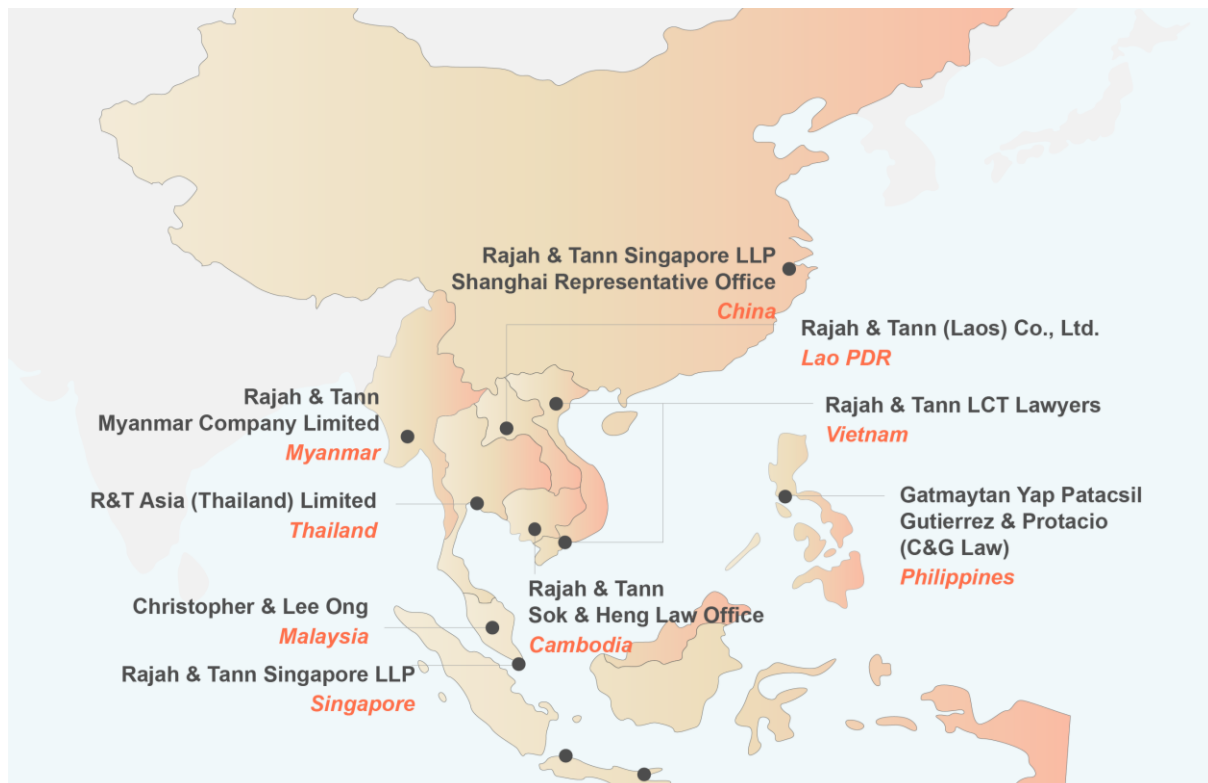 Rajah & Tann Singapore LLP
Shanghai Representative Office
China
Rajah & Tann (Laos) Co., Ltd.
Lao PDR
Rajah & Tann
Myanmar Company Limited
Myanmar
Rajah & Tann LCT Lawyers
Vietnam
R&T Asia (Thailand) Limited
Thailand
Gatmaytan Yap Patacsil
Gutierrez & Protacio
(C&G Law)
Philippines
Rajah & Tann
Sok & Heng Law Office
Cambodia
Christopher & Lee Ong
Malaysia
Rajah & Tann Singapore LLP
Singapore